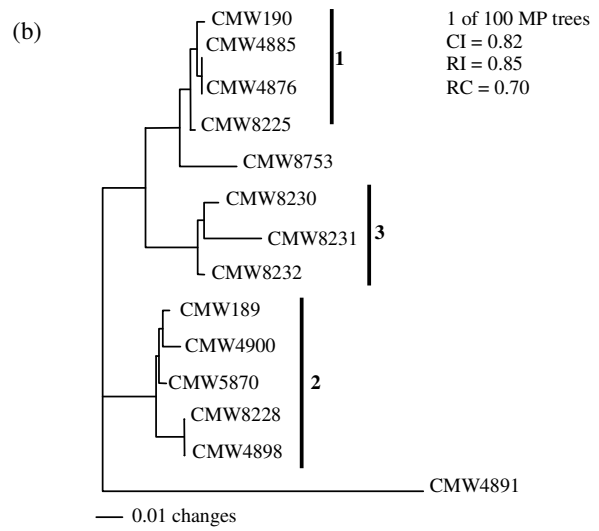 (b)
CMW190
CMW4885
CMW4876
CMW8225
1
CMW8753
CMW8230
CMW8231
CMW8232
3
CMW189
CMW4900
CMW5870
CMW8228
CMW4898
2
CMW4891
0.01 changes
1 of 100 MP trees
CI = 0.82
RI = 0.85
RC = 0.70